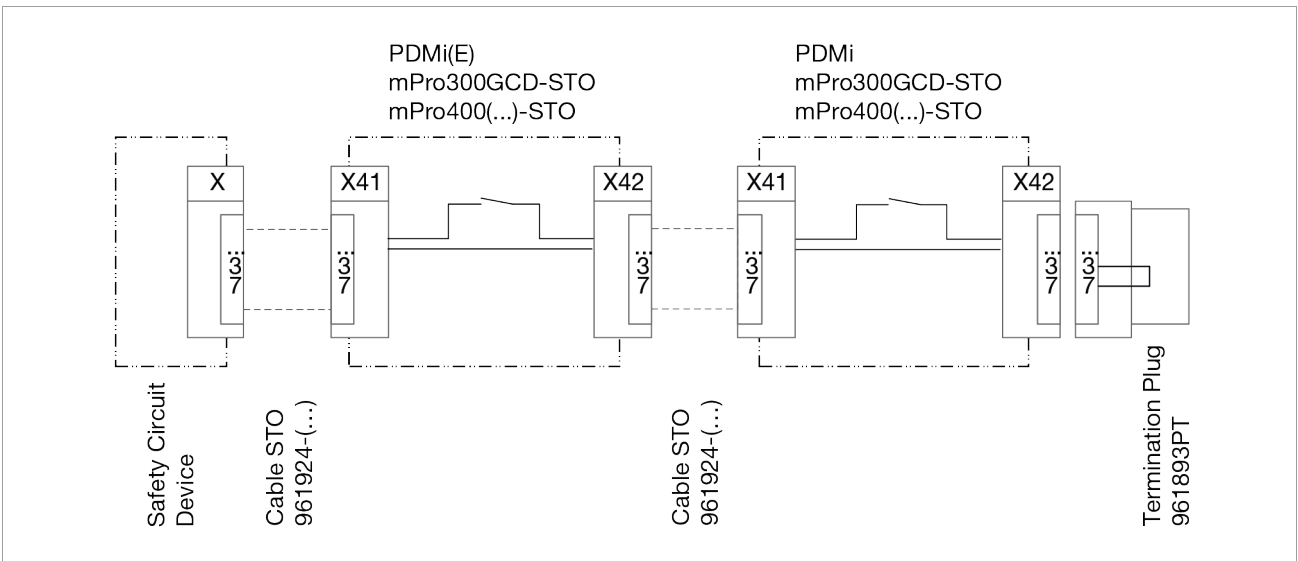 PDMi(E)
mPro300GCD-STO
mPro400(...)-STO
PDMi
mPro300GCD-STO
mPro400(...)-STO
X
X41
X42
X41
X42
3
7
3
7
3
7
3
7
3
7
3
7
Safety Circuit
Device
Cable STO
961924-(...)
Cable STO
961924-(...)
Termination Plug
961893PT